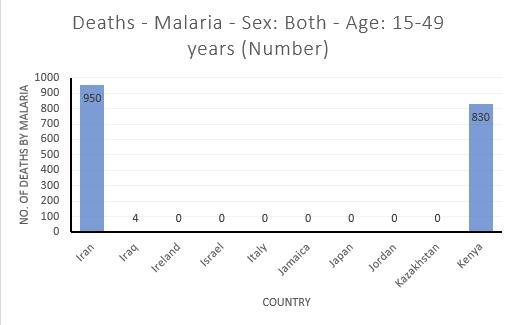 Deaths - Malaria - Sex: Both - Age: 15-49
years (Number)
NO. OF DEATHS BY MALARIA
1000
900
800
700
600
500
400
300
200
100
0
950
4
0
0
0
0
0
0
0
830
Iran
Iraq
Ireland
Israel
Italy
Jamaica
Japan
Jordan
Kazakhstan
Kenya
COUNTRY